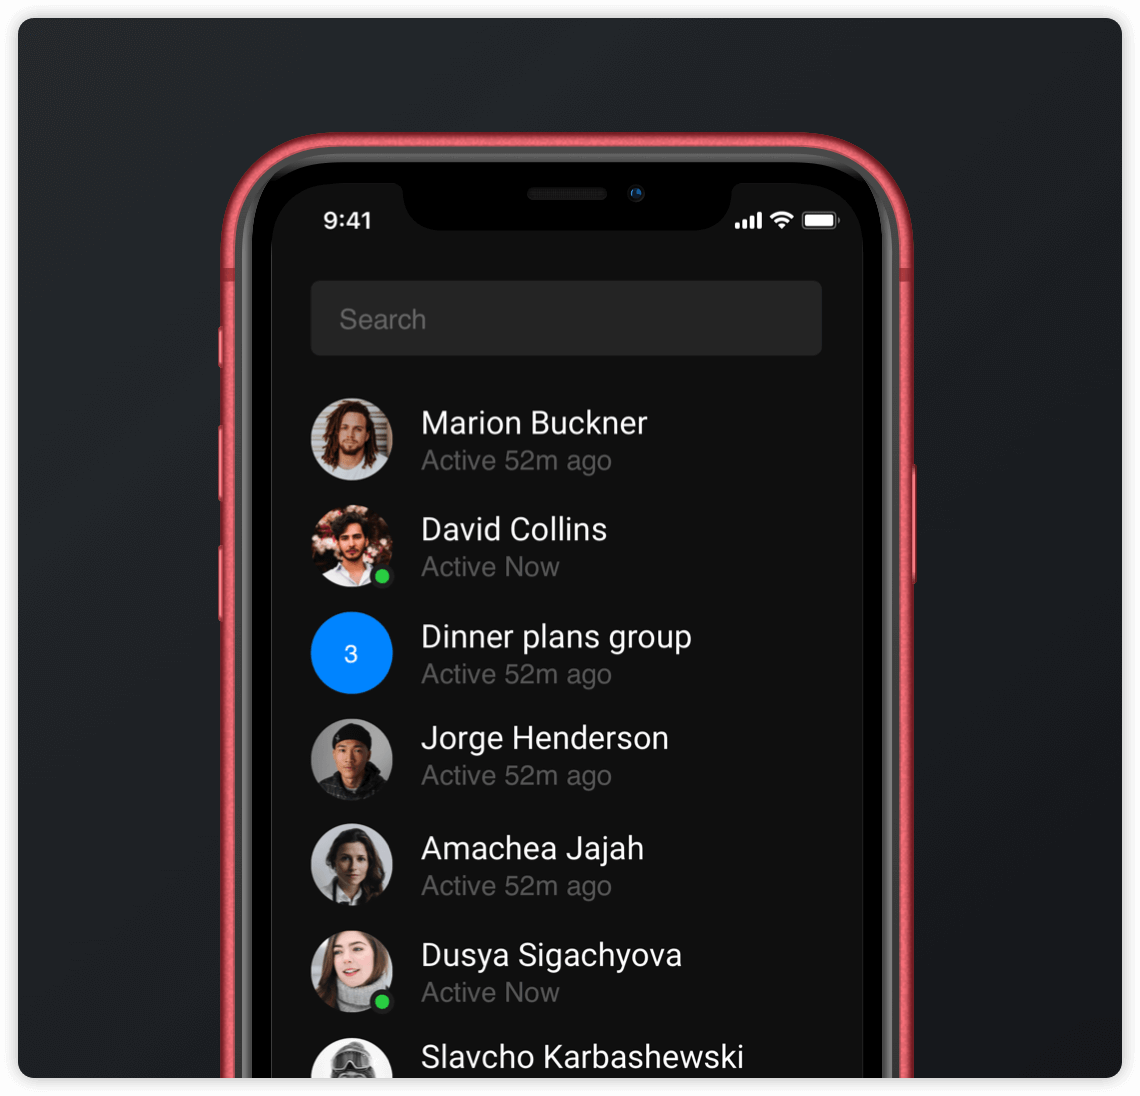 9:41
Search
Marion Buckner
Active 52m ago
David Collins
Active Now
3
Dinner plans group
Active 52m ago
Jorge Henderson
Active 52m ago
Amachea Jajah
Active 52m ago
Dusya Sigachyova
Active Now
Slavcho Karbashewski